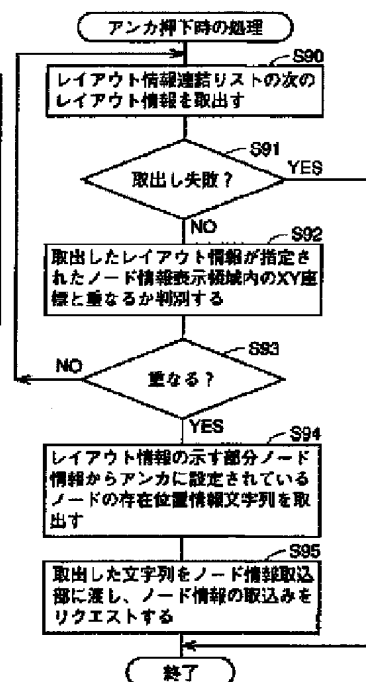 アンカ押下時の処理
S90
レイアウト情報連結リストの次の
レイアウト情報を取出す
S91
取出し失敗？
YES
NO
S92
取出したレイアウト情報が指定さ
れたノード情報表示領域内のXY座
標と重なるか判別する
S93
NO
重なる？
YES
S94
レイアウト情報の示す部分ノード
情報からアンカに設定されている
ノードの存在位置情報文字列を取
出す
S95
取出した文字列をノード情報取込
部に渡し、ノード情報の取込みを
リクエストする
終了